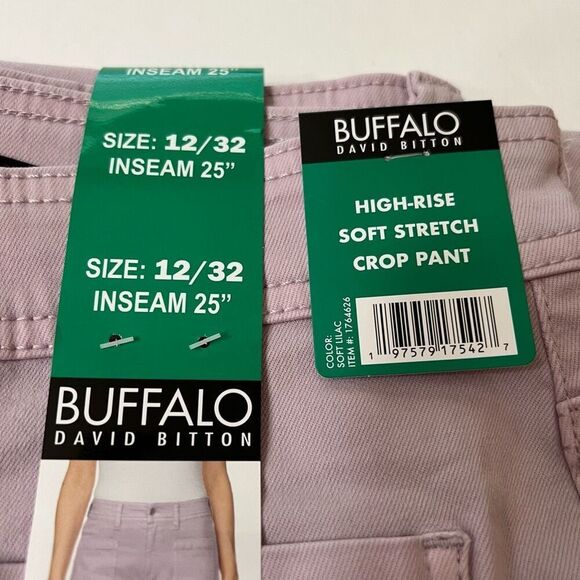 INSEAM 25"
SIZE: 12/32
INSEAM 25"
SIZE: 12/32
INSEAM 25"
BUFFALO
DAVID BITTON
BUFFALO
DAVID BITTON
HIGH-RISE
SOFT STRETCH
CROP PANT
COLOR:
SOFT LILAC
ITEM #: 1764626
1 97579 17542 7